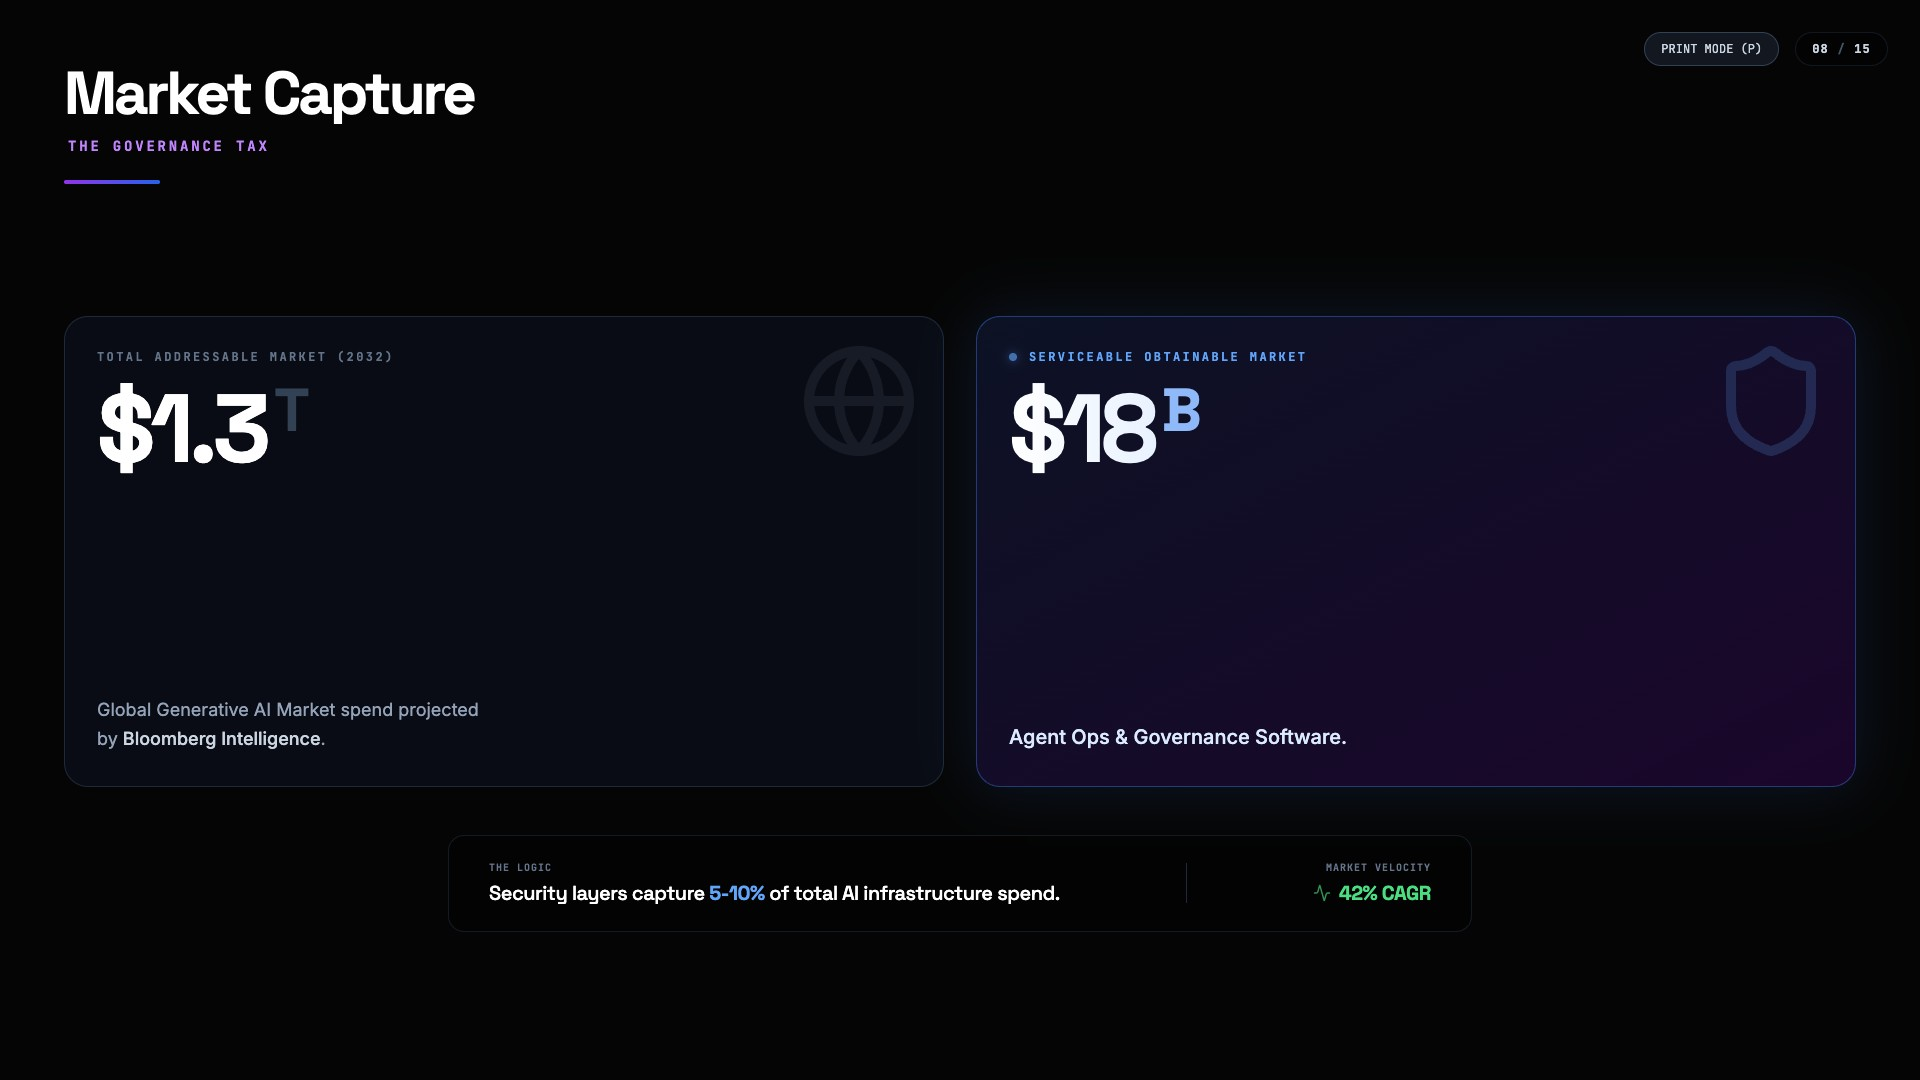 PRINT MODE (P)
08 / 15
Market Capture
THE GOVERNANCE TAX
TOTAL ADDRESSABLE MARKET (2032)
$1.3T
Global Generative AI Market spend projected
by Bloomberg Intelligence.
SERVICEABLE OBTAINABLE MARKET
$18B
Agent Ops & Governance Software.
THE LOGIC
Security layers capture 5-10% of total AI infrastructure spend.
MARKET VELOCITY
42% CAGR